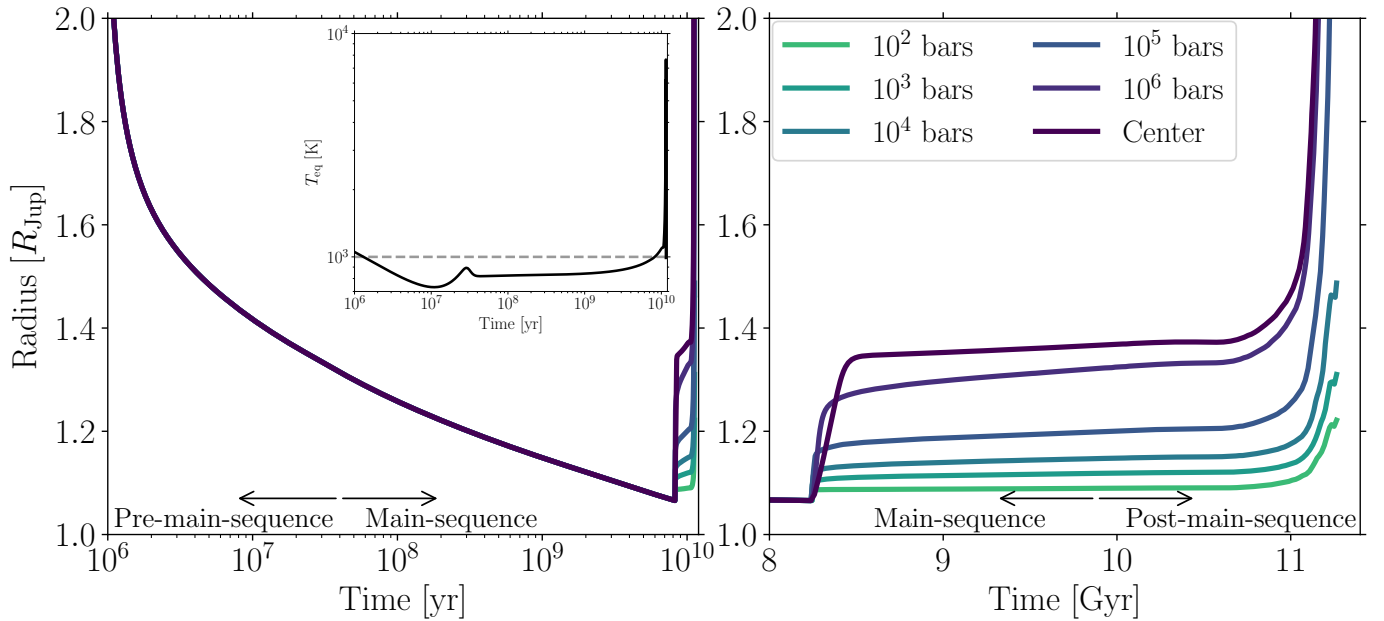 2.0
1.8
1.6
1.4
1.2
1.0
Radius [R_Jup]
10^6
10^7
10^8
10^9
10^10
Time [yr]
Pre-main-sequence
Main-sequence
10^4
10^3
T_eq [K]
10^6
10^7
10^8
10^9
10^10
Time [yr]
2.0
1.8
1.6
1.4
1.2
1.0
10^2 bars
10^3 bars
10^4 bars
10^5 bars
10^6 bars
Center
Main-sequence
Post-main-sequence
8
9
10
11
Time [Gyr]